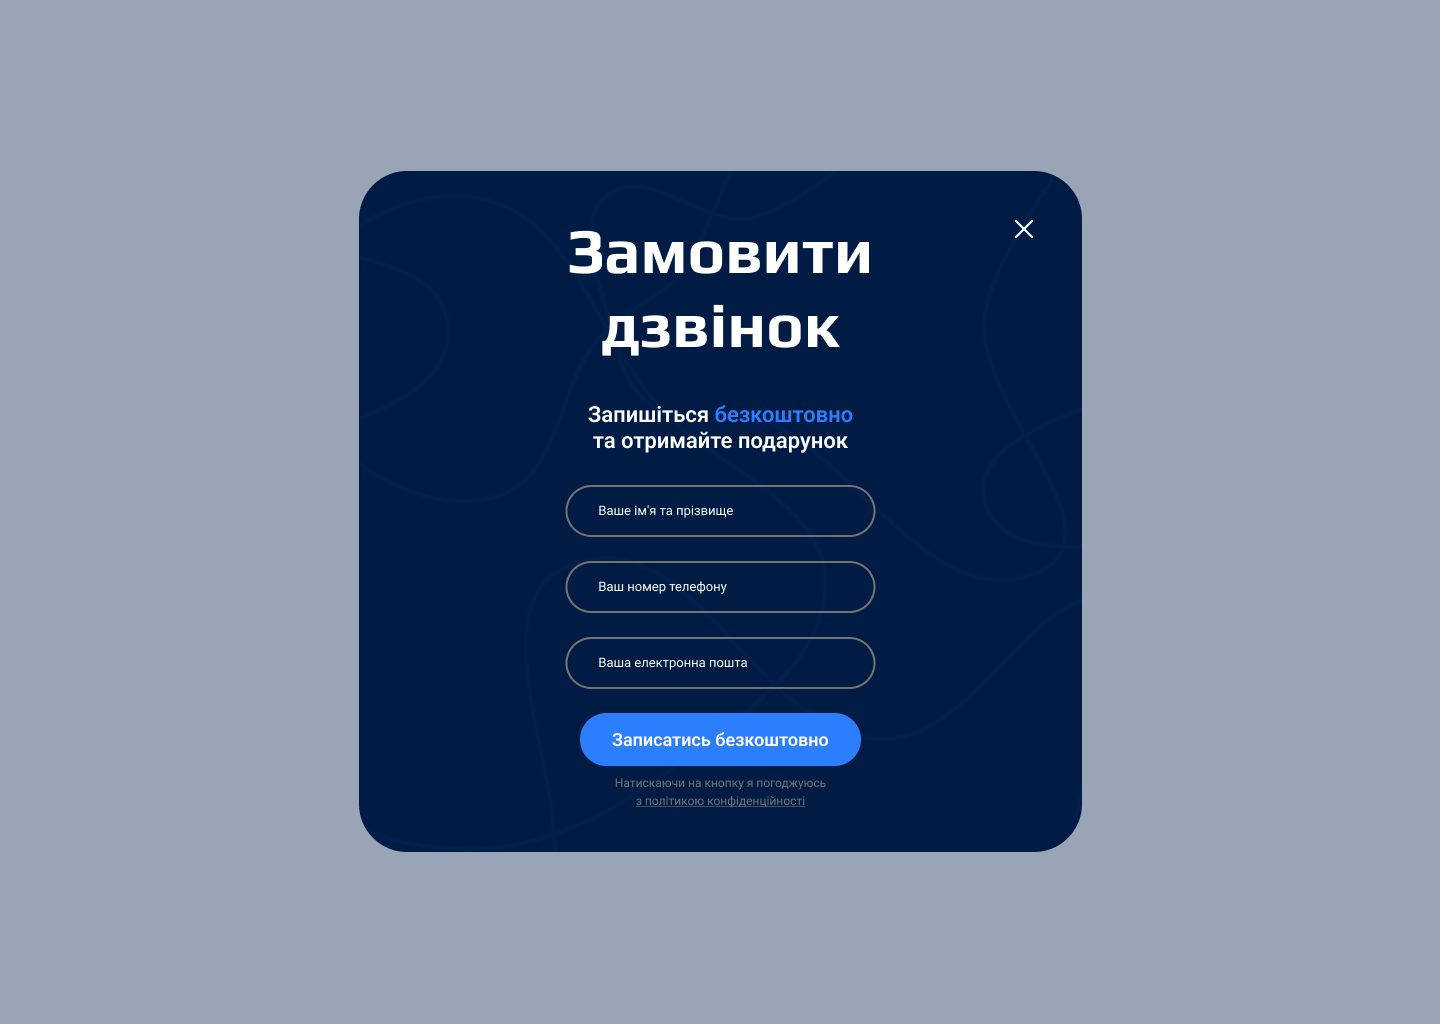 Замовити
дзвінок
Запишіться безкоштовно
та отримайте подарунок
Ваше ім'я та прізвище
Ваш номер телефону
Ваша електронна пошта
Записатись безкоштовно
Натискаючи на кнопку я погоджуюсь
з політикою конфіденційності